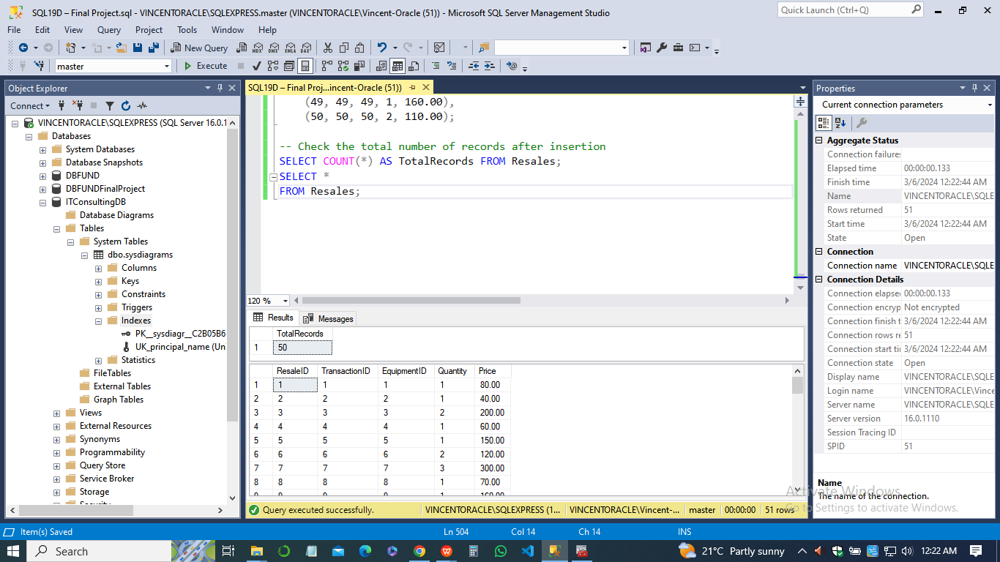 SQL19D – Final Project.sql - VINCENTORACLE\SQLEXPRESS.master (VINCENTORACLE\Vincent-Oracle (51)) - Microsoft SQL Server Management Studio
Quick Launch (Ctrl+Q)
File Edit View Query Project Tools Window Help
New Query MDX DMX XMLA DAX
master Execute
Object Explorer
Connect
VINCENTORACLE\SQLEXPRESS (SQL Server 16.0.1
Databases
System Databases
Database Snapshots
DBFUND
DBFUNDFinalProject
ITConsultingDB
Database Diagrams
Tables
System Tables
dbo.sysdiagrams
Columns
Keys
Constraints
Triggers
Indexes
PK__sysdiagr__C2B05B6
UK_principal_name (Un
Statistics
FileTables
External Tables
Graph Tables
Views
External Resources
Synonyms
Programmability
Query Store
Service Broker
Storage
Security
SQL19D – Final Proj...incent-Oracle (51))
(49, 49, 49, 1, 160.00),
(50, 50, 50, 2, 110.00);
-- Check the total number of records after insertion
SELECT COUNT(*) AS TotalRecords FROM Resales;
SELECT *
FROM Resales;
120 %
Results Messages
TotalRecords
1 50
ResaleID TransactionID EquipmentID Quantity Price
1 1 1 1 1 80.00
2 2 2 2 1 40.00
3 3 3 3 2 200.00
4 4 4 4 1 60.00
5 5 5 5 1 150.00
6 6 6 6 2 120.00
7 7 7 7 3 300.00
8 8 8 8 1 70.00
9 9 9 9 1 160.00
Query executed successfully. VINCENTORACLE\SQLEXPRESS (1... VINCENTORACLE\Vincent-... master 00:00:00 51 rows
Properties
Current connection parameters
Aggregate Status
Connection failures
Elapsed time 00:00:00.133
Finish time 3/6/2024 12:22:44 AM
Name VINCENTORACLE\SQLE
Rows returned 51
Start time 3/6/2024 12:22:44 AM
State Open
Connection
Connection name VINCENTORACLE\SQLE
Connection Details
Connection elapse 00:00:00.133
Connection encryp Not encrypted
Connection finish t 3/6/2024 12:22:44 AM
Connection rows re 51
Connection start tir 3/6/2024 12:22:44 AM
Connection state Open
Display name VINCENTORACLE\SQLE
Login name VINCENTORACLE\Vince
Server name VINCENTORACLE\SQLE
Server version 16.0.1110
Session Tracing ID
SPID 51
Name
The name of the connection.
Activate Windows
Go to Settings to activate Windows.
Item(s) Saved Ln 504 Col 14 Ch 14 INS
Search 21°C Partly sunny 12:22 AM